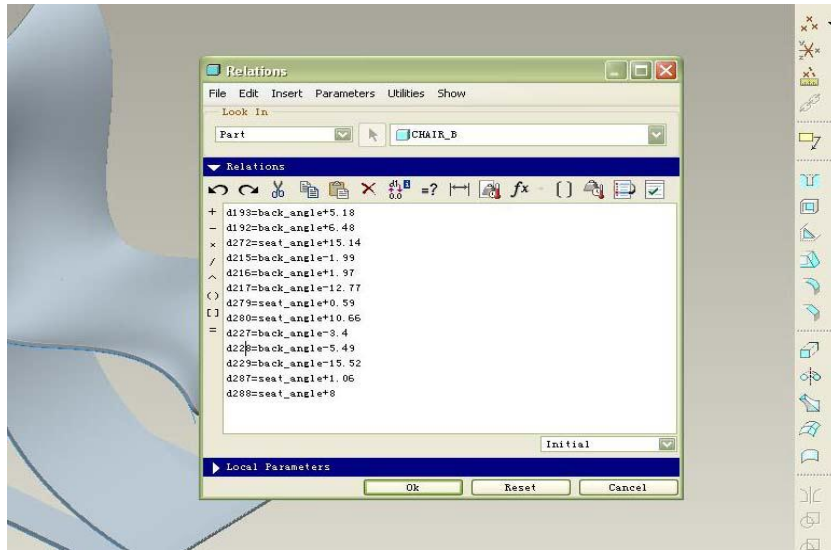 Relations
File Edit Insert Parameters Utilities Show
Look In
Part CHAIR_B
Relations
=? fx [ ]
+ d193=back_angle+5.18
- d192=back_angle+6.48
× d272=seat_angle+15.14
/ d215=back_angle-1.99
^ d216=back_angle+1.97
d217=back_angle-12.77
() d279=seat_angle+0.59
[] d280=seat_angle+10.66
= d227=back_angle-3.4
d228=back_angle-5.49
d229=back_angle-15.52
d287=seat_angle+1.06
d288=seat_angle+8
Initial
Local Parameters
Ok Reset Cancel